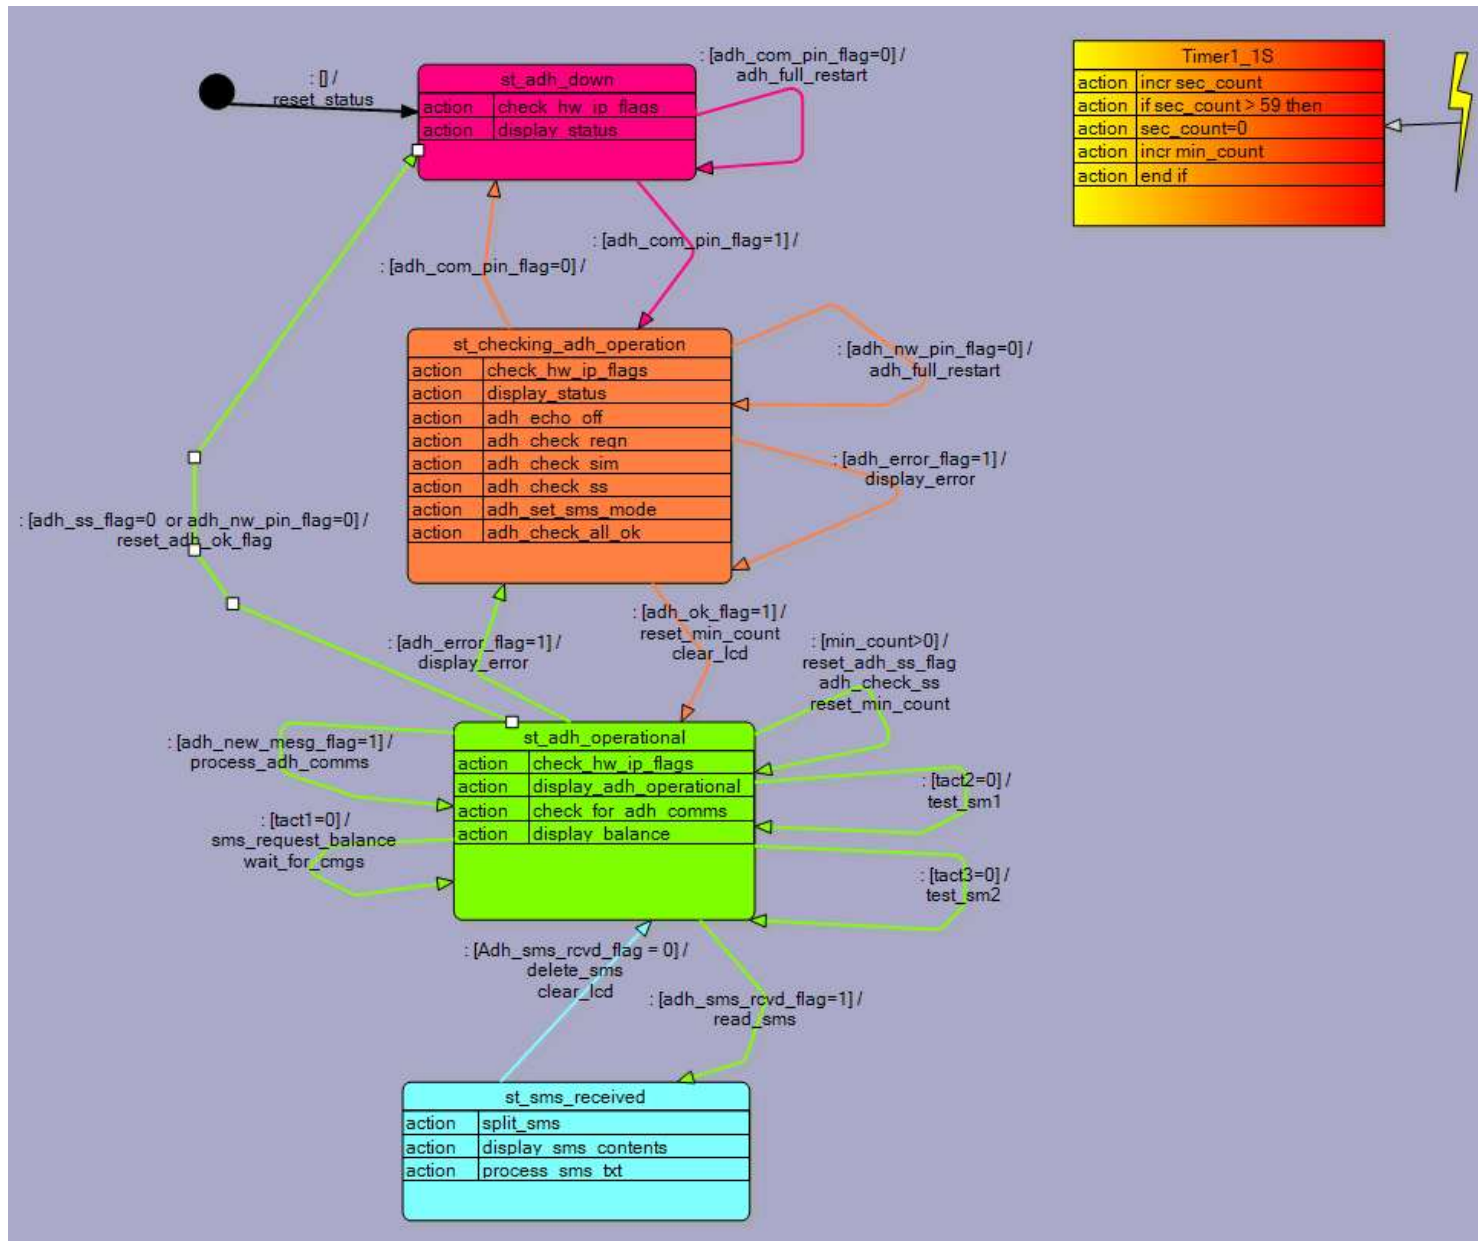 : [] /
reset_status
st_adh_down
action check_hw_ip_flags
action display_status
: [adh_com_pin_flag=0] /
adh_full_restart
Timer1_1S
action incr sec_count
action if sec_count > 59 then
action sec_count=0
action incr min_count
action end if
: [adh_com_pin_flag=1] /
: [adh_com_pin_flag=0] /
st_checking_adh_operation
action check_hw_ip_flags
action display_status
action adh_echo_off
action adh_check_regn
action adh_check_sim
action adh_check_ss
action adh_set_sms_mode
action adh_check_all_ok
: [adh_nw_pin_flag=0] /
adh_full_restart
: [adh_error_flag=1] /
display_error
: [adh_ss_flag=0 or adh_nw_pin_flag=0] /
reset_adh_ok_flag
: [adh_error_flag=1] /
display_error
: [adh_ok_flag=1] /
reset_min_count
clear_lcd
: [min_count>0] /
reset_adh_ss_flag
adh_check_ss
reset_min_count
: [adh_new_mesg_flag=1] /
process_adh_comms
st_adh_operational
action check_hw_ip_flags
action display_adh_operational
action check_for_adh_comms
action display_balance
: [tact2=0] /
test_sm1
: [tact1=0] /
sms_request_balance
wait_for_cmgs
: [tact3=0] /
test_sm2
: [Adh_sms_rcvd_flag = 0] /
delete_sms
clear_lcd
: [adh_sms_rcvd_flag=1] /
read_sms
st_sms_received
action split_sms
action display_sms_contents
action process_sms_txt